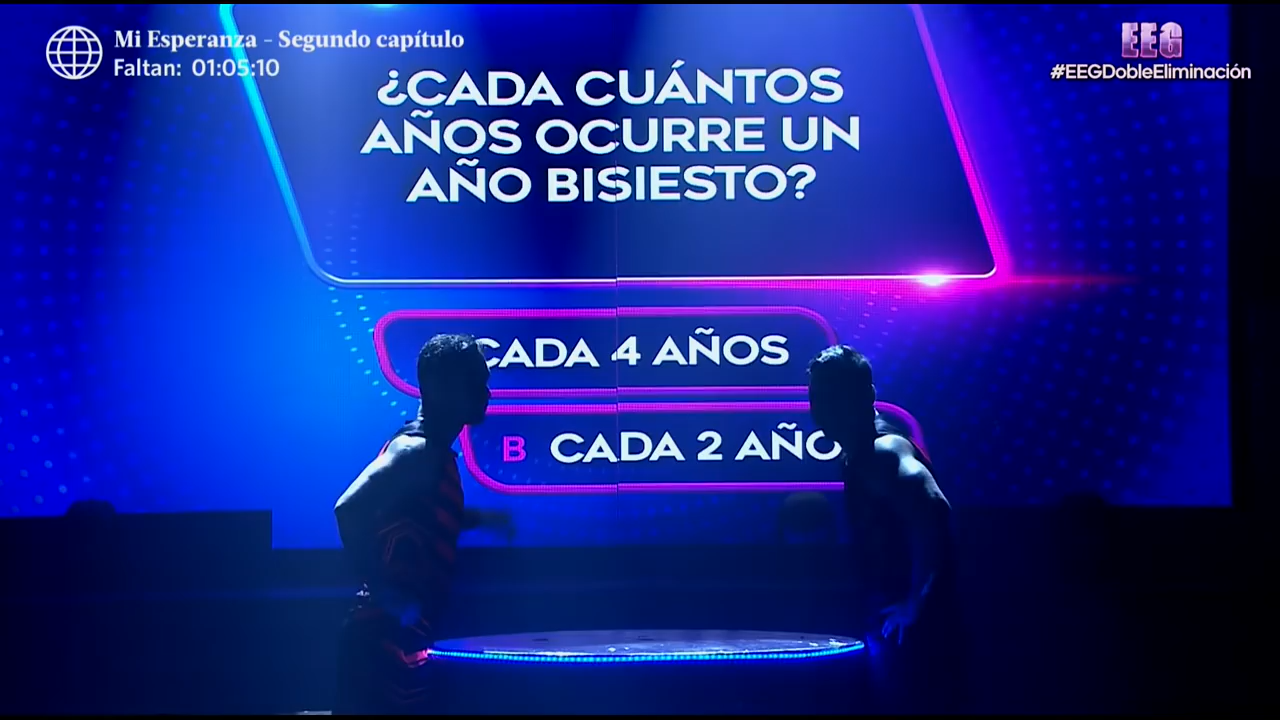 Mi Esperanza - Segundo capítulo
Faltan: 01:05:10
EEG
#EEGDobleEliminación
¿CADA CUÁNTOS
AÑOS OCURRE UN
AÑO BISIESTO?
CADA 4 AÑOS
B CADA 2 AÑO